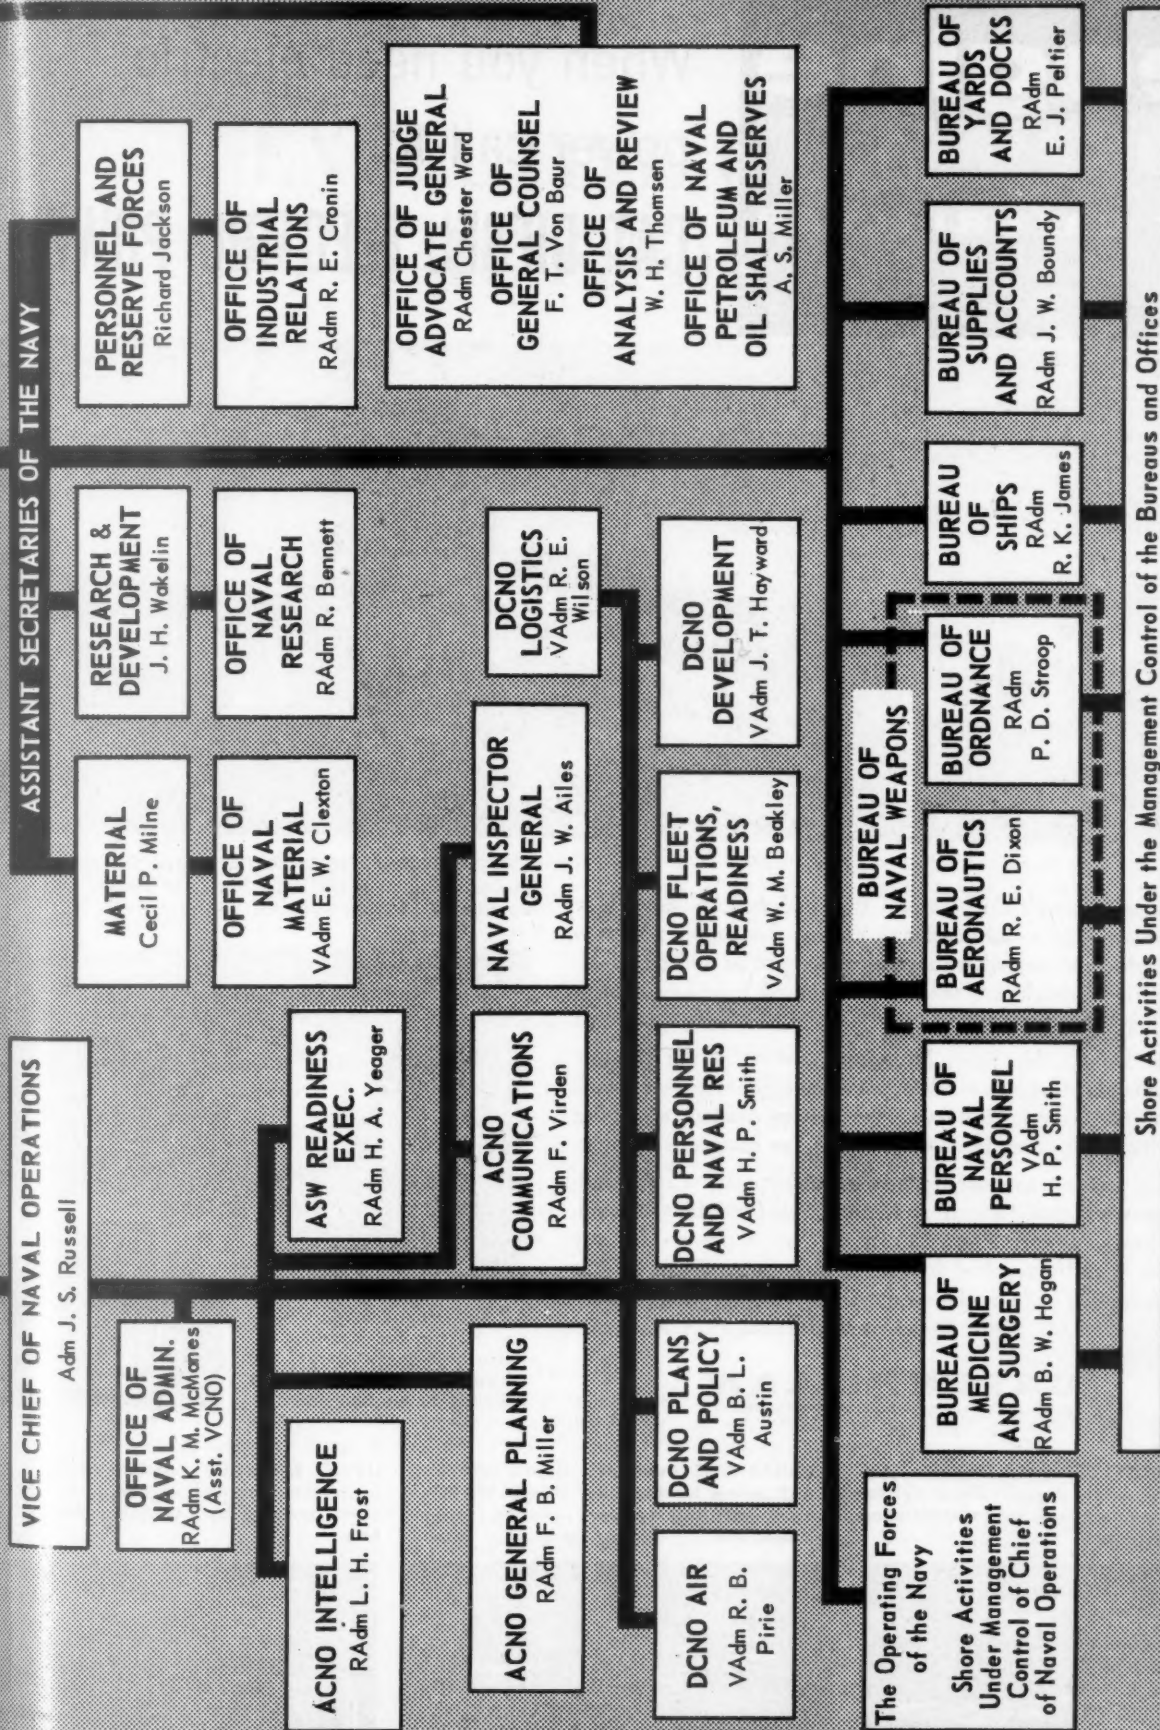 VICE CHIEF OF NAVAL OPERATIONS
Adm J. S. Russell
ASSISTANT SECRETARIES OF THE NAVY
OFFICE OF
NAVAL ADMIN.
RAdm K. M. McManes
(Asst. VCNO)
MATERIAL
Cecil P. Milne
RESEARCH &
DEVELOPMENT
J. H. Wakelin
PERSONNEL AND
RESERVE FORCES
Richard Jackson
OFFICE OF
NAVAL
MATERIAL
VAdm E. W. Clexton
OFFICE OF
NAVAL
RESEARCH
RAdm R. Bennett
OFFICE OF
INDUSTRIAL
RELATIONS
RAdm R. E. Cronin
ACNO INTELLIGENCE
RAdm L. H. Frost
ASW READINESS
EXEC.
RAdm H. A. Yeager
OFFICE OF JUDGE
ADVOCATE GENERAL
RAdm Chester Ward
OFFICE OF
GENERAL COUNSEL
F. T. Von Baur
OFFICE OF
ANALYSIS AND REVIEW
W. H. Thomsen
OFFICE OF NAVAL
PETROLEUM AND
OIL SHALE RESERVES
A. S. Miller
ACNO GENERAL PLANNING
RAdm F. B. Miller
ACNO
COMMUNICATIONS
RAdm F. Virden
NAVAL INSPECTOR
GENERAL
RAdm J. W. Ailes
DCNO
LOGISTICS
VAdm R. E.
Wilson
DCNO AIR
VAdm R. B.
Pirie
DCNO PLANS
AND POLICY
VAdm B. L.
Austin
DCNO PERSONNEL
AND NAVAL RES
VAdm H. P. Smith
DCNO FLEET
OPERATIONS,
READINESS
VAdm W. M. Beakley
DCNO
DEVELOPMENT
VAdm J. T. Hayward
The Operating Forces
of the Navy
Shore Activities
Under Management
Control of Chief
of Naval Operations
BUREAU OF
MEDICINE
AND SURGERY
RAdm B. W. Hogan
BUREAU OF
NAVAL
PERSONNEL
VAdm
H. P. Smith
BUREAU OF
NAVAL WEAPONS
BUREAU OF
AERONAUTICS
RAdm R. E. Dixon
BUREAU OF
ORDNANCE
RAdm
P. D. Stroop
BUREAU
OF
SHIPS
RAdm
R. K. James
BUREAU OF
SUPPLIES
AND ACCOUNTS
RAdm J. W. Boundy
BUREAU OF
YARDS
AND DOCKS
RAdm
E. J. Peltier
Shore Activities Under the Management Control of the Bureaus and Offices